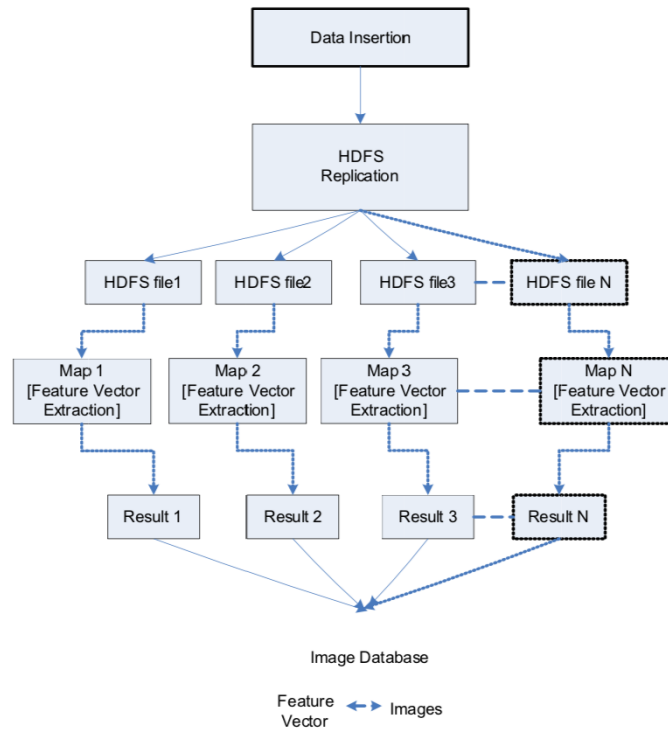 Data Insertion
HDFS
Replication
HDFS file1
HDFS file2
HDFS file3
HDFS file N
Map 1
[Feature Vector
Extraction]
Map 2
[Feature Vector
Extraction]
Map 3
[Feature Vector
Extraction]
Map N
[Feature Vector
Extraction]
Result 1
Result 2
Result 3
Result N
Image Database
Feature
Vector
Images